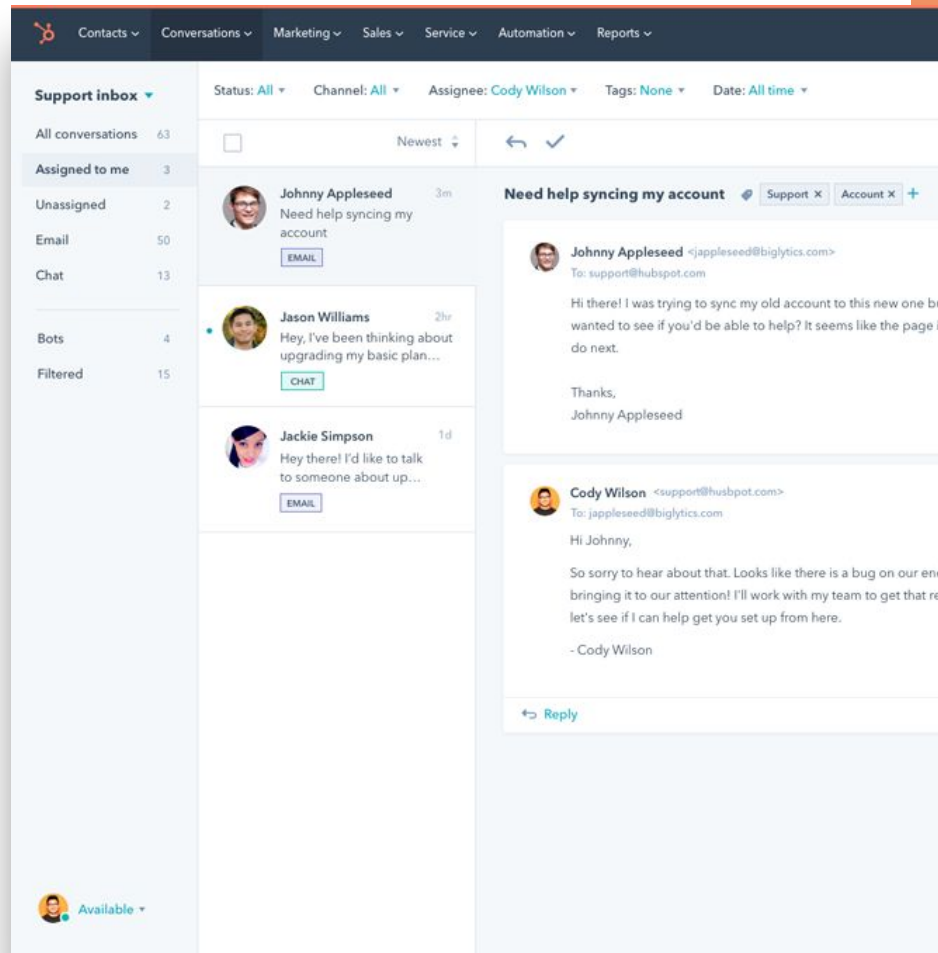 Contacts Conversations Marketing Sales Service Automation Reports
Support inbox
All conversations 63
Assigned to me 3
Unassigned 2
Email 50
Chat 13
Bots 4
Filtered 15
Available
Status: All Channel: All Assignee: Cody Wilson Tags: None Date: All time
Newest
Johnny Appleseed 3m
Need help syncing my
account
EMAIL
Jason Williams 2hr
Hey, I've been thinking about
upgrading my basic plan...
CHAT
Jackie Simpson 1d
Hey there! I'd like to talk
to someone about up...
EMAIL
Need help syncing my account Support × Account × +
Johnny Appleseed <jappleseed@biglytics.com>
To: support@hubspot.com
Hi there! I was trying to sync my old account to this new one
wanted to see if you'd be able to help? It seems like the page
do next.
Thanks,
Johnny Appleseed
Cody Wilson <support@husbpot.com>
To: jappleseed@biglytics.com
Hi Johnny,
So sorry to hear about that. Looks like there is a bug on our
bringing it to our attention! I'll work with my team to get that
let's see if I can help get you set up from here.
- Cody Wilson
Reply